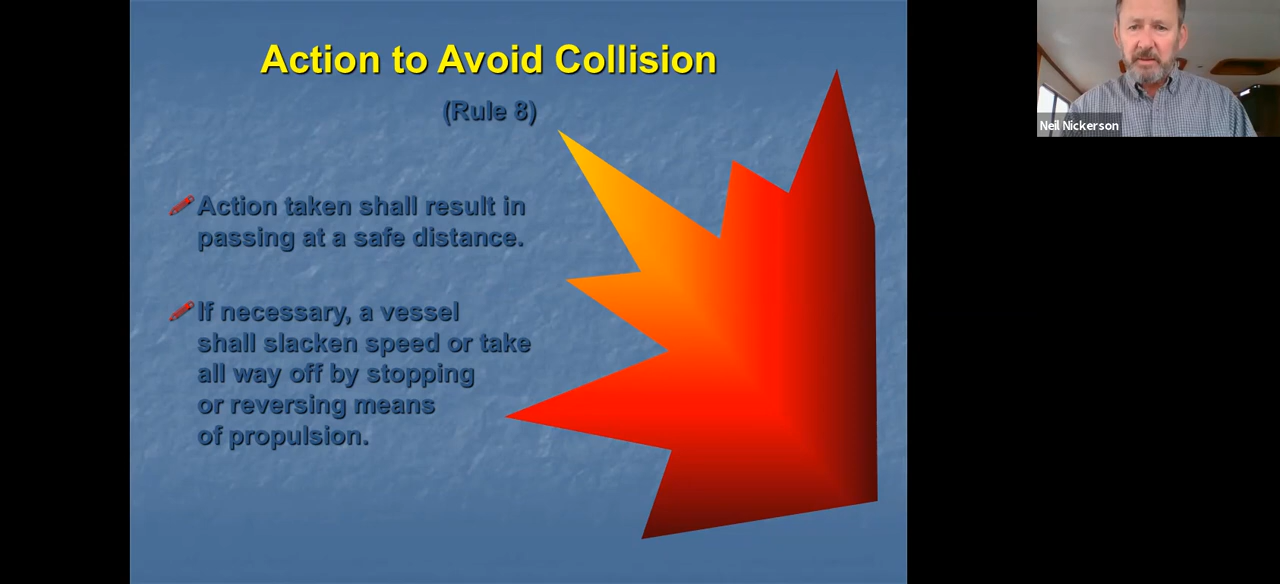 Action to Avoid Collision
(Rule 8)
Action taken shall result in
passing at a safe distance.
If necessary, a vessel
shall slacken speed or take
all way off by stopping
or reversing means
of propulsion.
Neil Nickerson